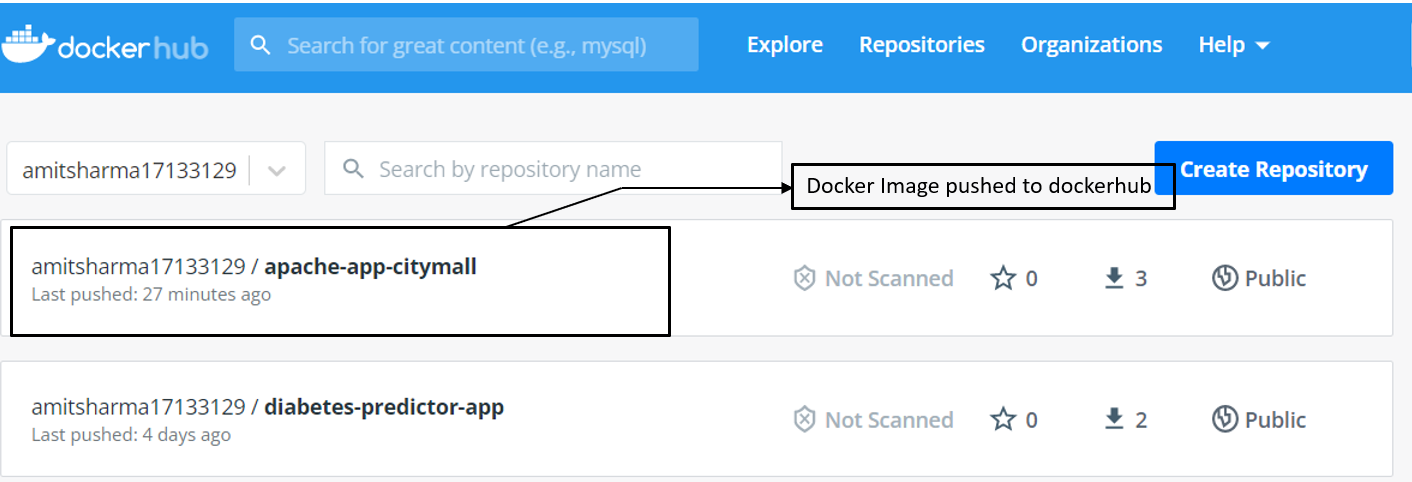 dockerhub Search for great content (e.g., mysql) Explore Repositories Organizations Help
amitsharma17133129 Search by repository name Create Repository
Docker Image pushed to dockerhub
amitsharma17133129 / apache-app-citymall Not Scanned 0 3 Public
Last pushed: 27 minutes ago
amitsharma17133129 / diabetes-predictor-app Not Scanned 0 2 Public
Last pushed: 4 days ago